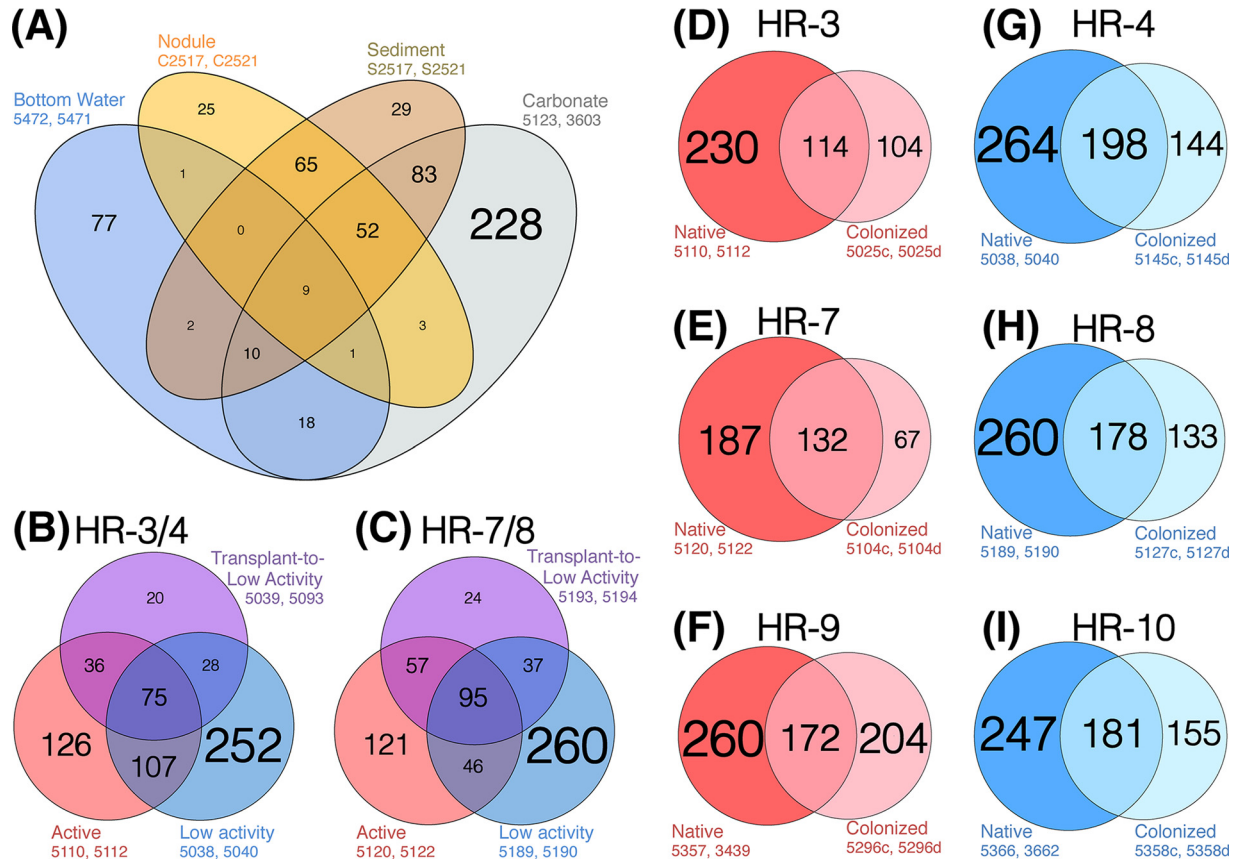 (A)
Nodule
C2517, C2521
Sediment
S2517, S2521
Bottom Water
5472, 5471
Carbonate
5123, 3603
25
29
1
65
83
77
0
52
228
9
2
10
1
3
18
(B) HR-3/4
Transplant-to-
Low Activity
5039, 5093
20
36
28
75
126
107
252
Active
5110, 5112
Low activity
5038, 5040
(C) HR-7/8
Transplant-to-
Low Activity
5193, 5194
24
57
37
95
121
46
260
Active
5120, 5122
Low activity
5189, 5190
(D) HR-3
230
114
104
Native
5110, 5112
Colonized
5025c, 5025d
(E) HR-7
187
132
67
Native
5120, 5122
Colonized
5104c, 5104d
(F) HR-9
260
172
204
Native
5357, 3439
Colonized
5296c, 5296d
(G) HR-4
264
198
144
Native
5038, 5040
Colonized
5145c, 5145d
(H) HR-8
260
178
133
Native
5189, 5190
Colonized
5127c, 5127d
(I) HR-10
247
181
155
Native
5366, 3662
Colonized
5358c, 5358d